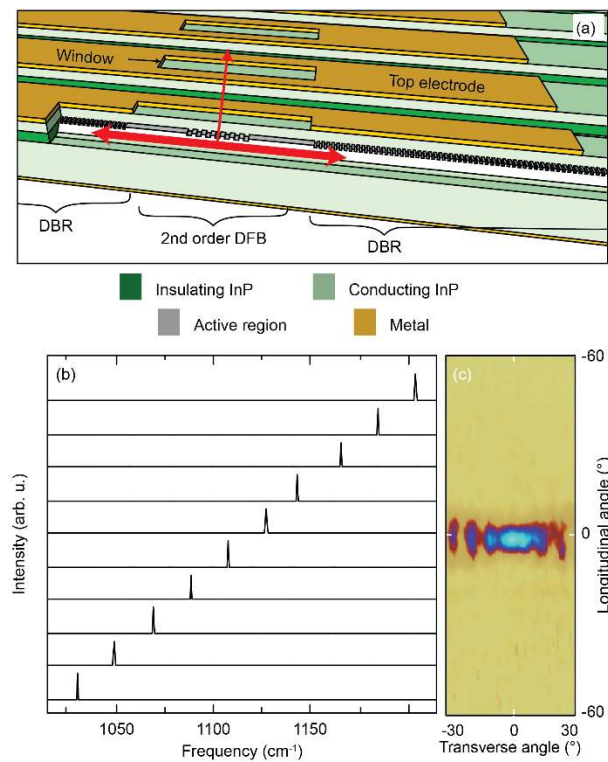 (a)
Window
Top electrode
DBR
2nd order DFB
DBR
Insulating InP
Conducting InP
Active region
Metal
(b)
Intensity (arb. u.)
1050
1100
1150
Frequency (cm⁻¹)
(c)
-60
0
-60
Longitudinal angle (°)
-30
0
30
Transverse angle (°)